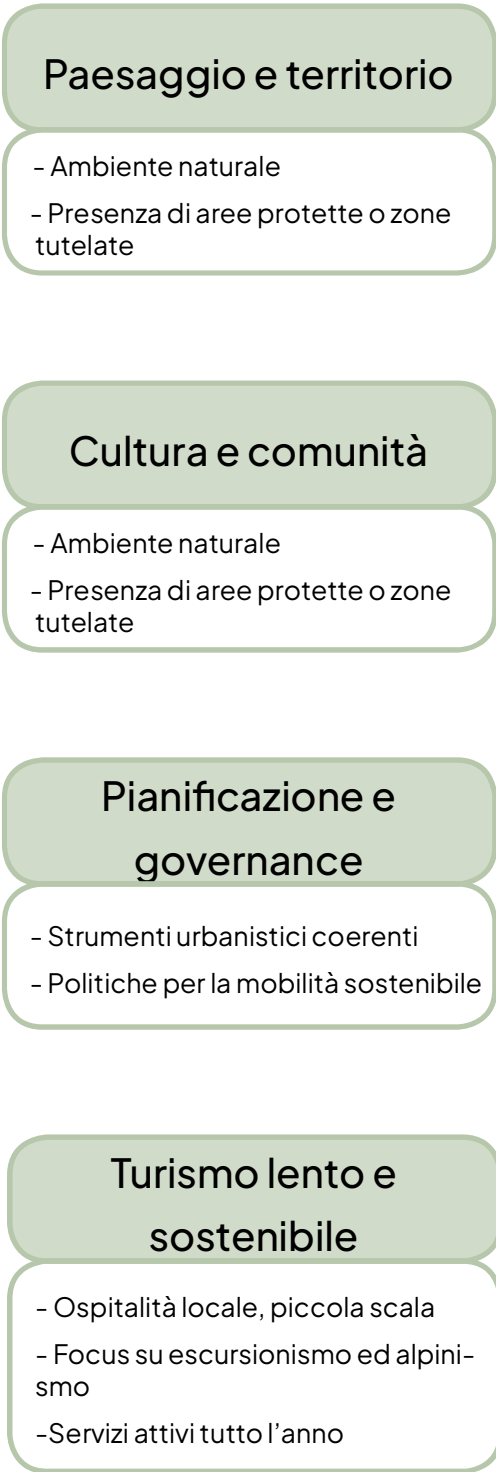 Paesaggio e territorio
- Ambiente naturale
- Presenza di aree protette o zone
tutelate
Cultura e comunità
- Ambiente naturale
- Presenza di aree protette o zone
tutelate
Pianificazione e
governance
- Strumenti urbanistici coerenti
- Politiche per la mobilità sostenibile
Turismo lento e
sostenibile
- Ospitalità locale, piccola scala
- Focus su escursionismo ed alpini-
smo
-Servizi attivi tutto l’anno